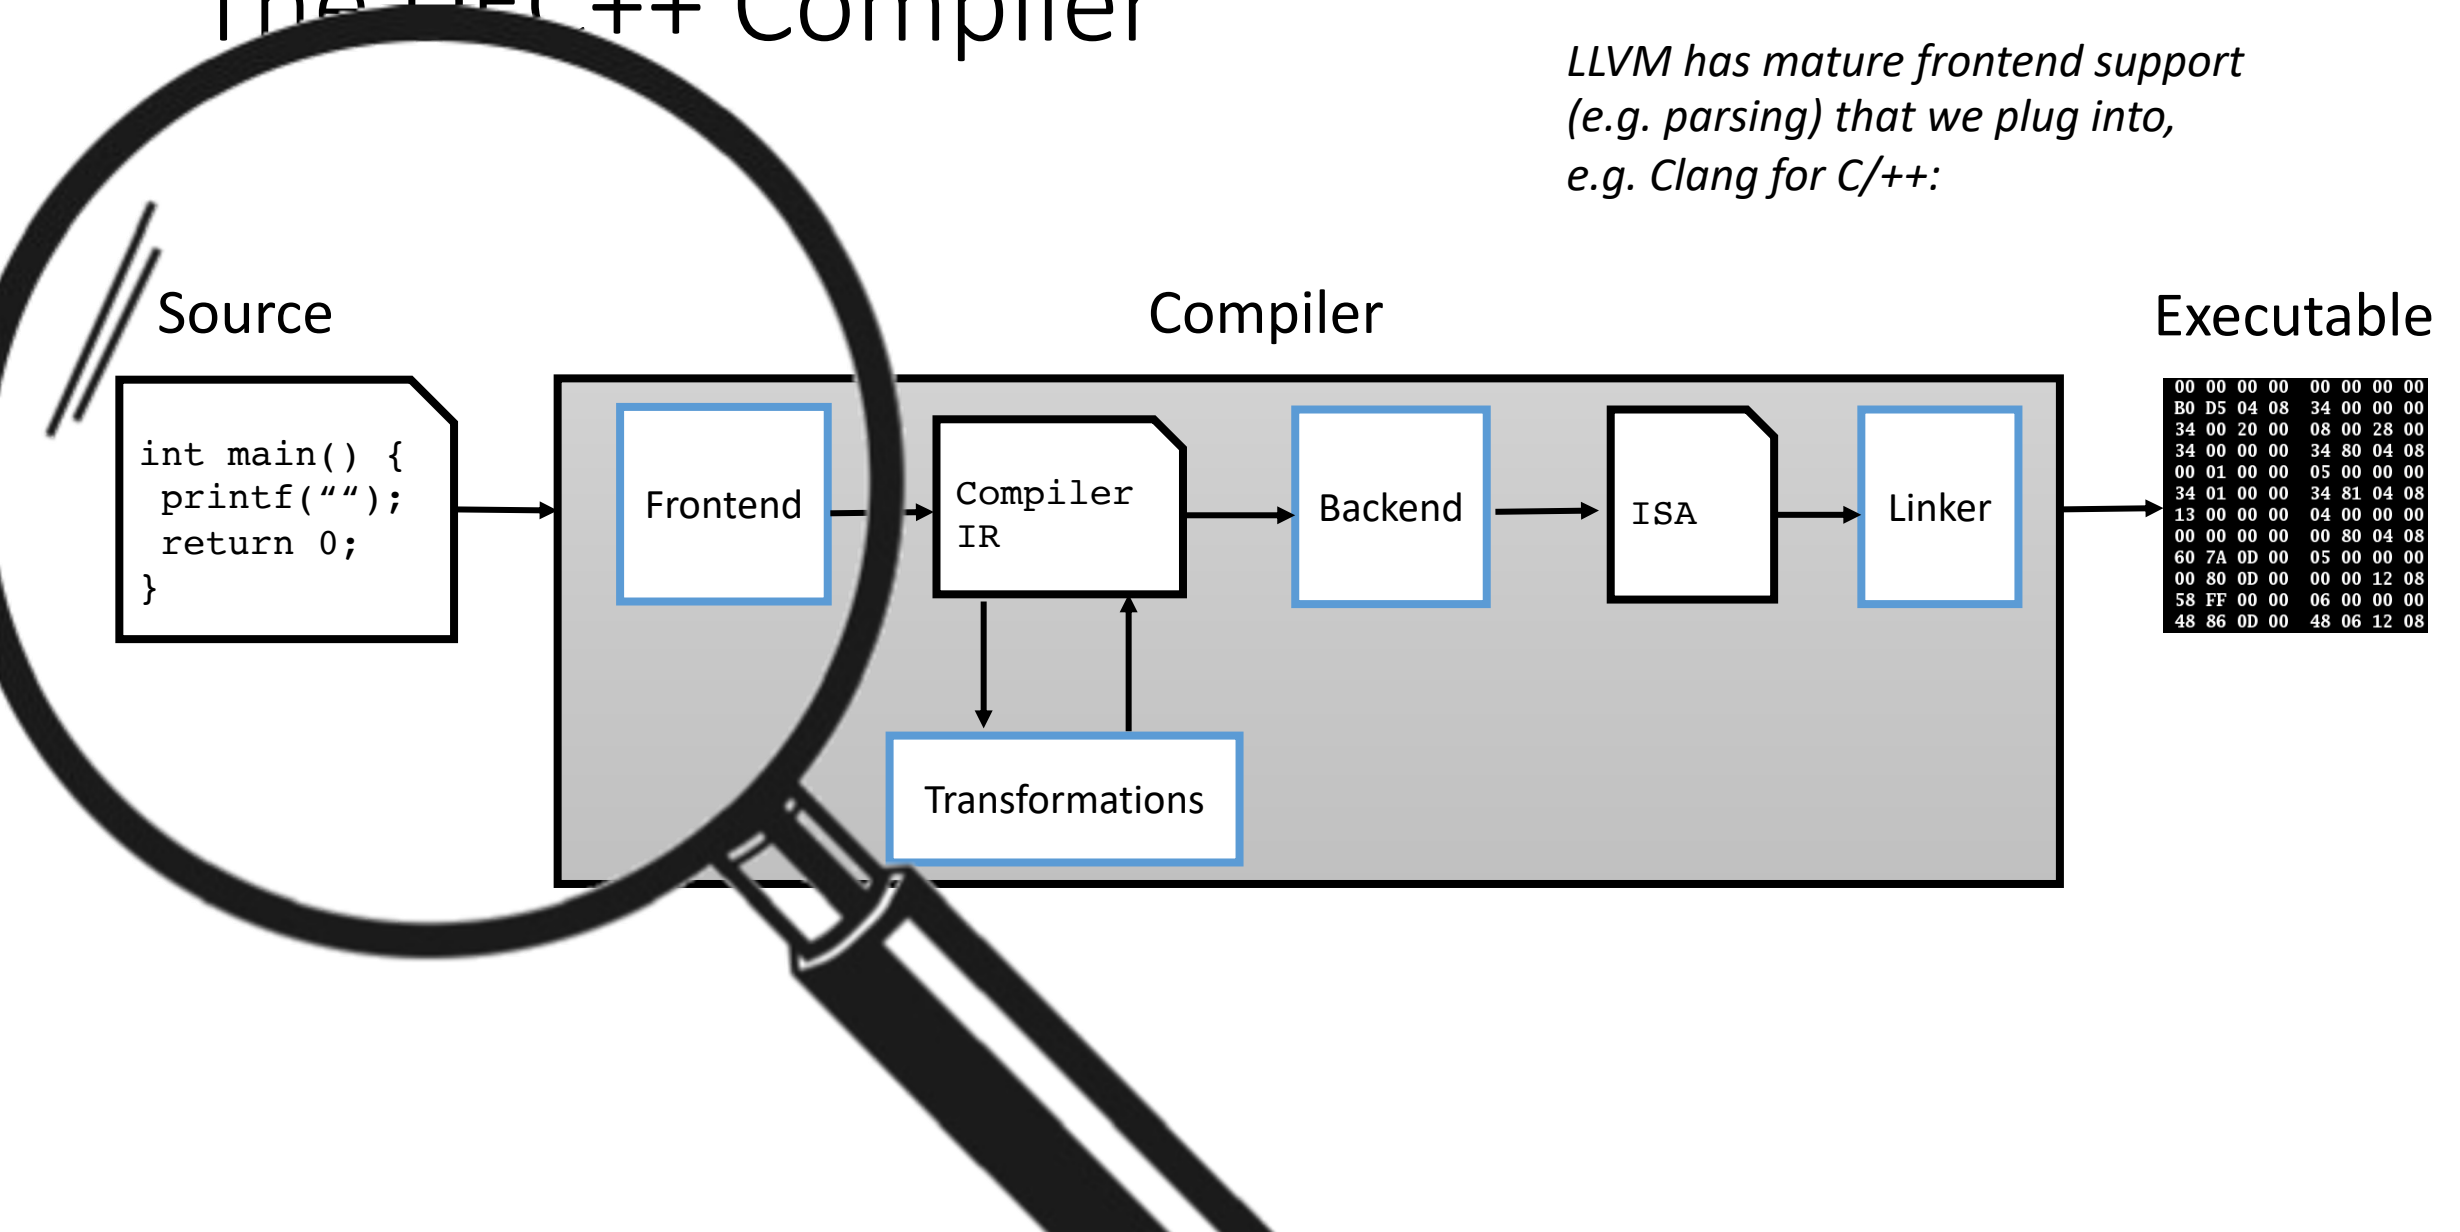 The Compiler
LLVM has mature frontend support
(e.g. parsing) that we plug into,
e.g. Clang for C/++:
Source
Compiler
Executable
int main() {
printf(““);
return 0;
}
Frontend
Compiler
IR
Backend
ISA
Linker
Transformations
00 00 00 00 00 00 00 00
B0 D5 04 08 34 00 00 00
34 00 20 00 08 00 28 00
34 00 00 00 34 80 04 08
00 01 00 00 05 00 00 00
34 01 00 00 34 81 04 08
13 00 00 00 04 00 00 00
00 00 00 00 00 80 04 08
60 7A 0D 00 05 00 00 00
00 80 0D 00 00 00 12 08
58 FF 00 00 06 00 00 00
48 86 0D 00 48 06 12 08